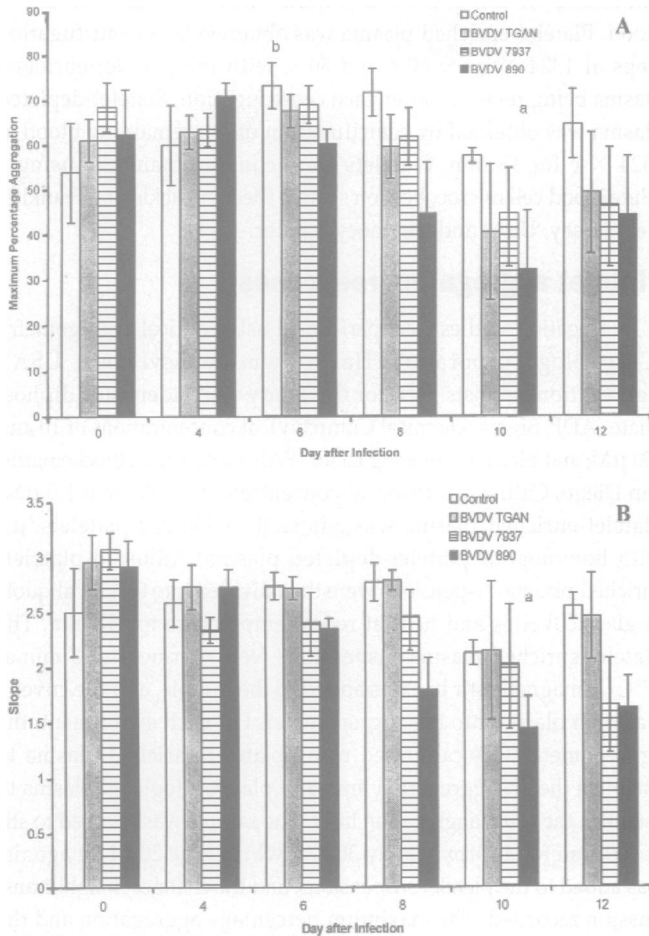 A
Control
BVDV TGAN
BVDV 7937
BVDV 890
b
a
Maximum Percentage Aggregation
90
80
70
60
50
40
30
20
10
0
0 4 6 8 10 12
Day after Infection
B
Control
BVDV TGAN
BVDV 7937
BVDV 890
a
Slope
3.5
3
2.5
2
1.5
1
0.5
0 4 6 8 10 12
Day after Infection